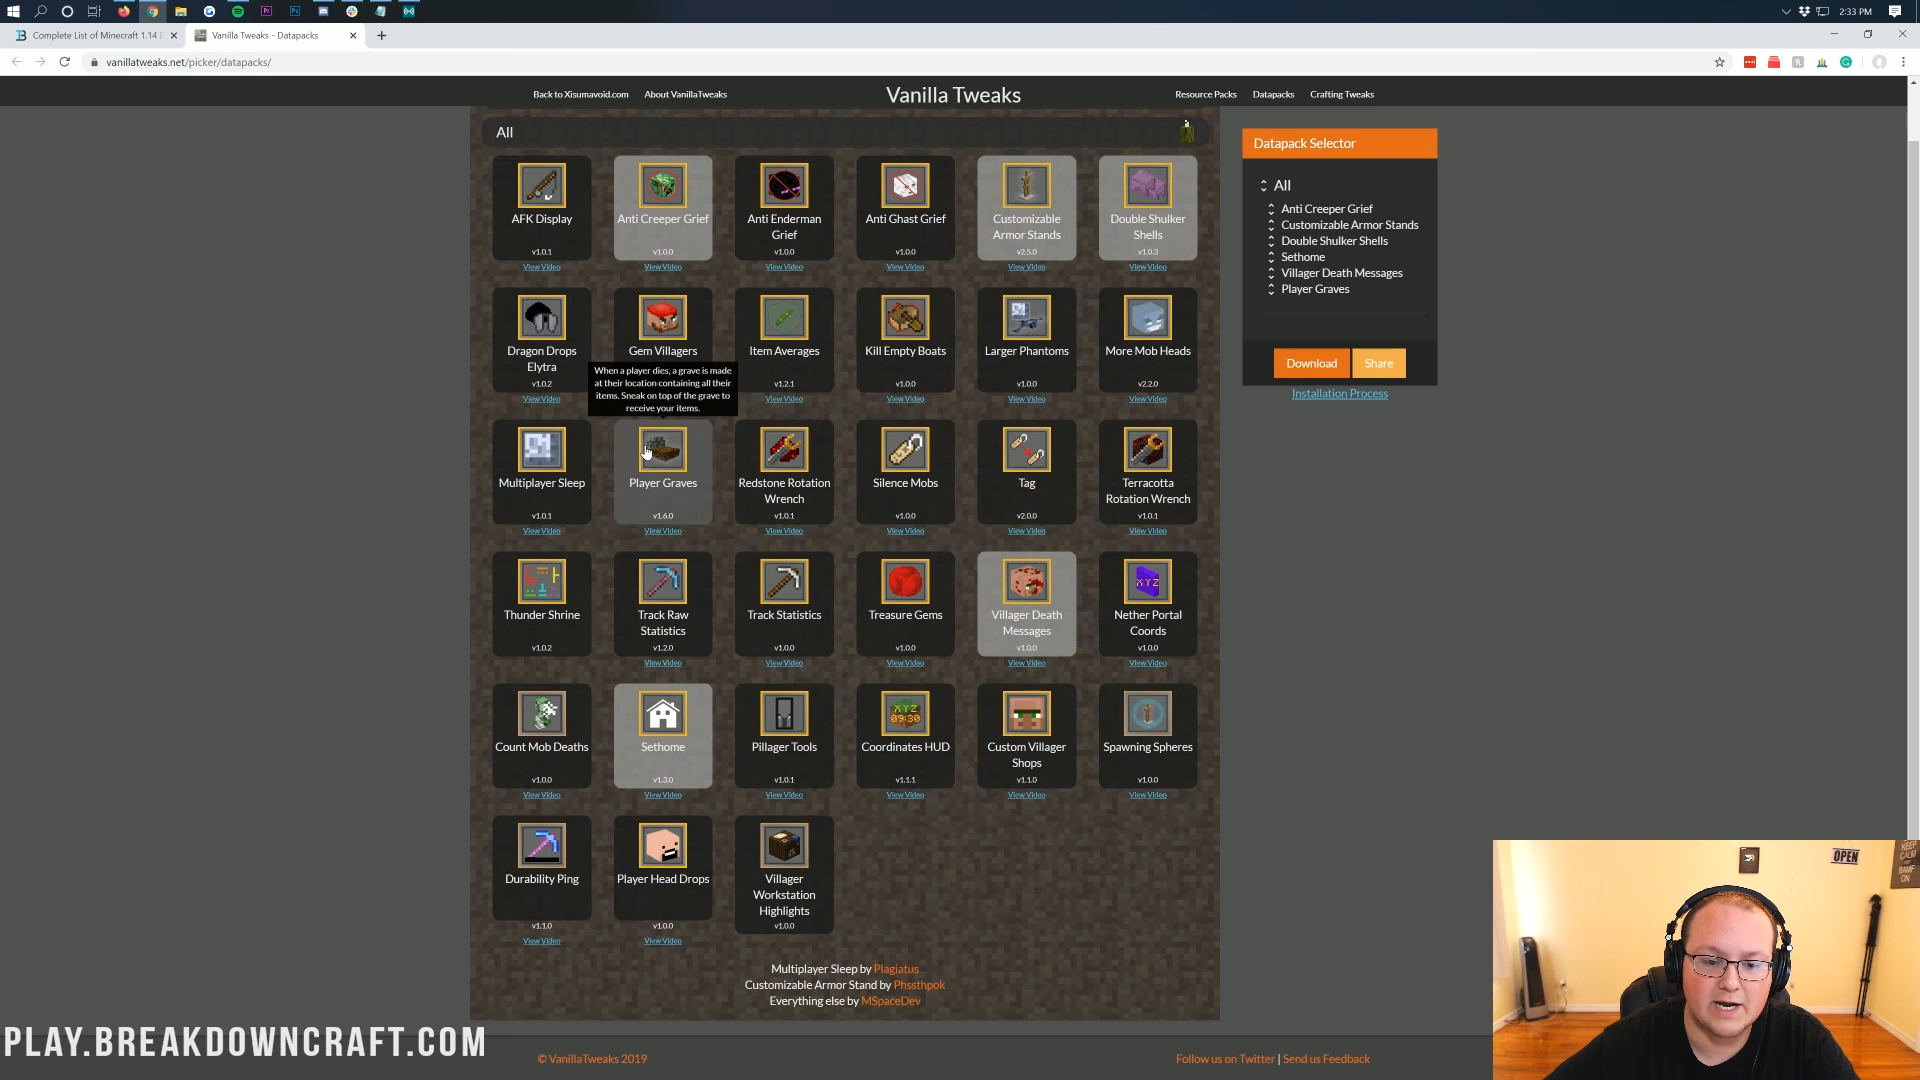 2:33 PM
Complete List of Minecraft 1.14
Vanilla Tweaks - Datapacks
vanillatweaks.net/picker/datapacks/
Back to Xisumavoid.com
About VanillaTweaks
Vanilla Tweaks
Resource Packs
Datapacks
Crafting Tweaks
All
AFK Display
v1.0.1
View Video
Anti Creeper Grief
v1.0.0
View Video
Anti Enderman
Grief
v1.0.0
View Video
Anti Ghast Grief
v1.0.0
View Video
Customizable
Armor Stands
v2.5.0
View Video
Double Shulker
Shells
v1.0.3
View Video
Dragon Drops
Elytra
v1.0.2
View Video
Gem Villagers
When a player dies, a grave is made
at their location containing all their
items. Sneak on top of the grave to
receive your items.
Item Averages
v1.2.1
View Video
Kill Empty Boats
v1.0.0
View Video
Larger Phantoms
v1.0.0
View Video
More Mob Heads
v2.2.0
View Video
Multiplayer Sleep
v1.0.1
View Video
Player Graves
v1.6.0
View Video
Redstone Rotation
Wrench
v1.0.1
View Video
Silence Mobs
v1.0.0
View Video
Tag
v2.0.0
View Video
Terracotta
Rotation Wrench
v1.0.1
View Video
Thunder Shrine
v1.0.2
Track Raw
Statistics
v1.2.0
View Video
Track Statistics
v1.0.0
View Video
Treasure Gems
v1.0.0
View Video
Villager Death
Messages
v1.0.0
View Video
XYZ
Nether Portal
Coords
v1.0.0
View Video
Count Mob Deaths
v1.0.0
View Video
Sethome
v1.3.0
View Video
Pillager Tools
v1.0.1
View Video
XYZ
09:30
Coordinates HUD
v1.1.1
View Video
Custom Villager
Shops
v1.1.0
View Video
Spawning Spheres
v1.0.0
View Video
Durability Ping
v1.1.0
View Video
Player Head Drops
v1.0.0
View Video
Villager
Workstation
Highlights
v1.0.0
Multiplayer Sleep by Plagiatus
Customizable Armor Stand by Phssthpok
Everything else by MSpaceDev
Datapack Selector
All
Anti Creeper Grief
Customizable Armor Stands
Double Shulker Shells
Sethome
Villager Death Messages
Player Graves
Download
Share
Installation Process
OPEN
KEEP
CALM
AND
BAMF
ON
PLAY.BREAKDOWNCRAFT.COM
© VanillaTweaks 2019
Follow us on Twitter | Send us Feedback